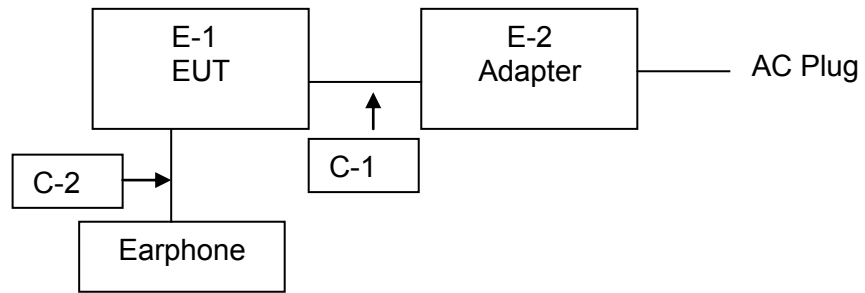 E-1
EUT
E-2
Adapter
AC Plug
C-1
C-2
Earphone